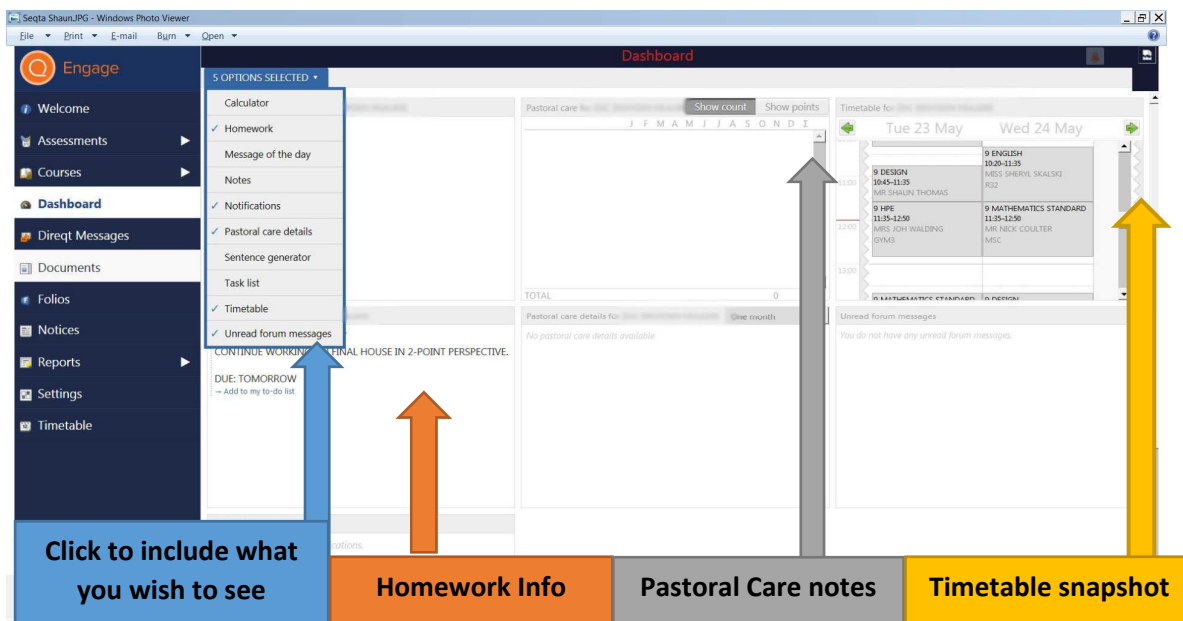 Seqta Shaun.JPG - Windows Photo Viewer
File Print E-mail Burn Open
Engage
Dashboard
5 OPTIONS SELECTED
Welcome
Assessments
Courses
Dashboard
Direqt Messages
Documents
Folios
Notices
Reports
Settings
Timetable
Calculator
✓ Homework
Message of the day
Notes
✓ Notifications
✓ Pastoral care details
Sentence generator
Task list
✓ Timetable
✓ Unread forum messages
Pastoral care
Show count Show points
J F M A M J J A S O N D Σ
TOTAL 0
Timetable for
Tue 23 May Wed 24 May
11:00
12:00
13:00
9 DESIGN
10:45–11:35
MR SHAUN THOMAS
9 HPE
11:35–12:50
MRS JOH WALDING
GYM3
9 MATHEMATICS STANDARD
9 ENGLISH
10:20–11:35
MISS SHERYL SKALSKI
R32
9 MATHEMATICS STANDARD
11:35–12:50
MR NICK COULTER
MSC
9 DESIGN
CONTINUE WORKING FINAL HOUSE IN 2-POINT PERSPECTIVE.
DUE: TOMORROW
→ Add to my to-do list
Pastoral care details for
One month
No pastoral care details available
Unread forum messages
You do not have any unread forum messages.
Click to include what
you wish to see
Homework Info
Pastoral Care notes
Timetable snapshot